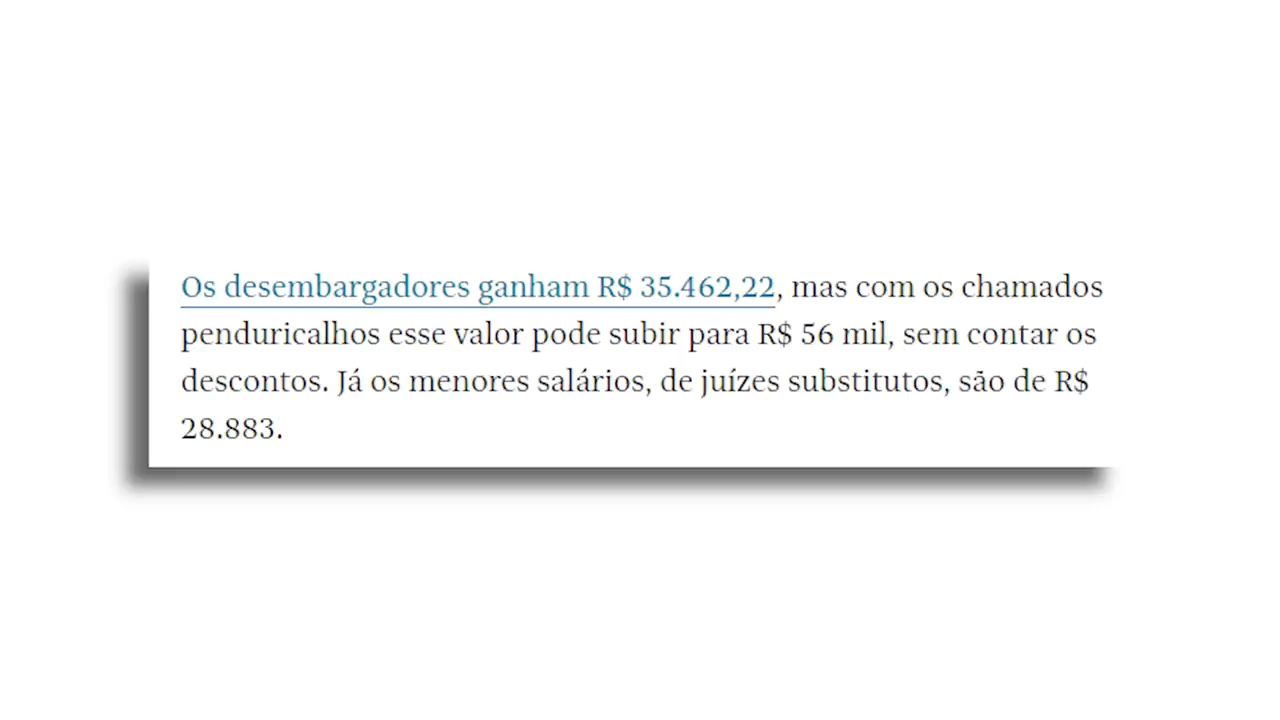 Os desembargadores ganham R$ 35.462,22, mas com os chamados
penduricalhos esse valor pode subir para R$ 56 mil, sem contar os
descontos. Já os menores salários, de juízes substitutos, são de R$
28.883.